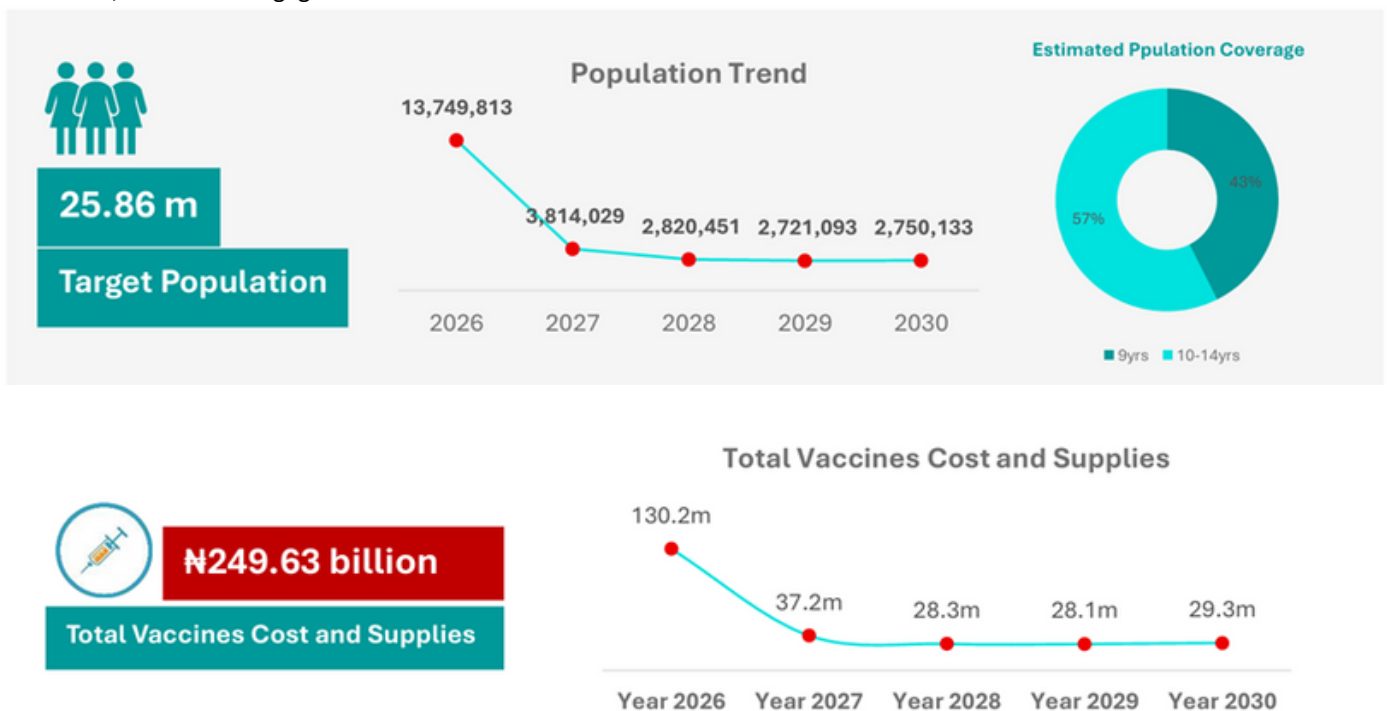 Estimated Ppulation Coverage
Population Trend
13,749,813
3,814,029
2,820,451
2,721,093
2,750,133
2026
2027
2028
2029
2030
25.86 m
Target Population
43%
57%
9yrs
10-14yrs
Total Vaccines Cost and Supplies
130.2m
37.2m
28.3m
28.1m
29.3m
Year 2026
Year 2027
Year 2028
Year 2029
Year 2030
₦249.63 billion
Total Vaccines Cost and Supplies